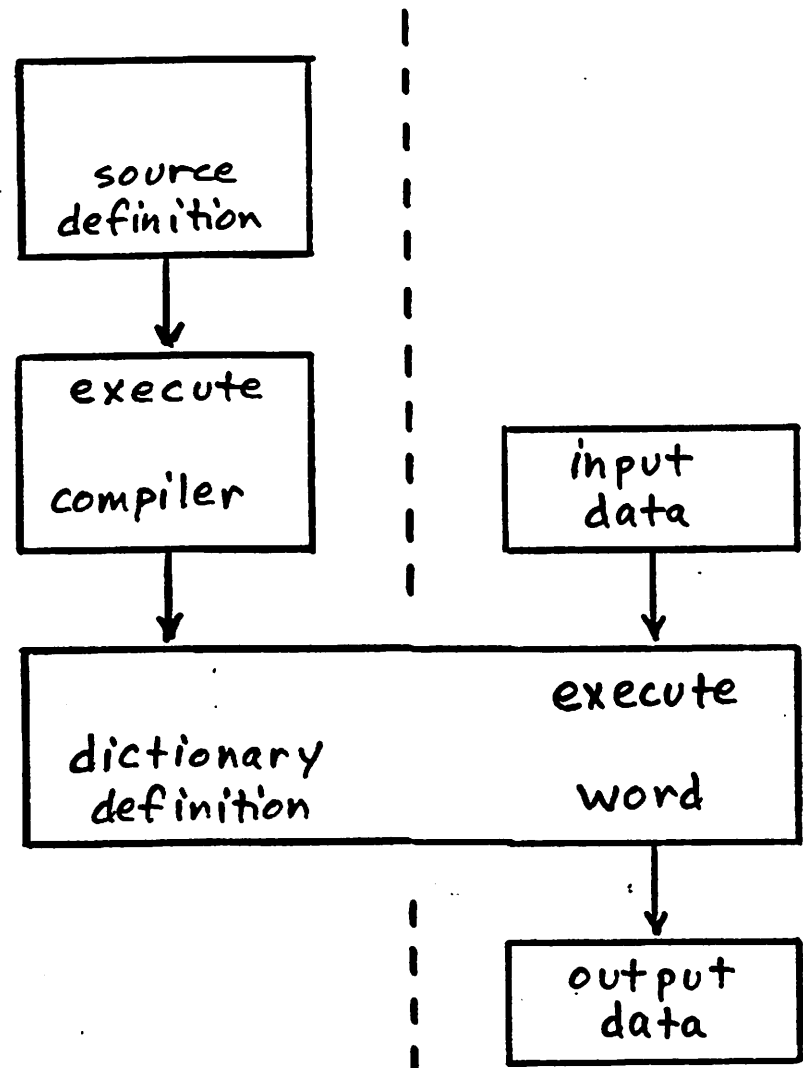 source
definition
execute
compiler
input
data
dictionary
definition
execute
word
output
data